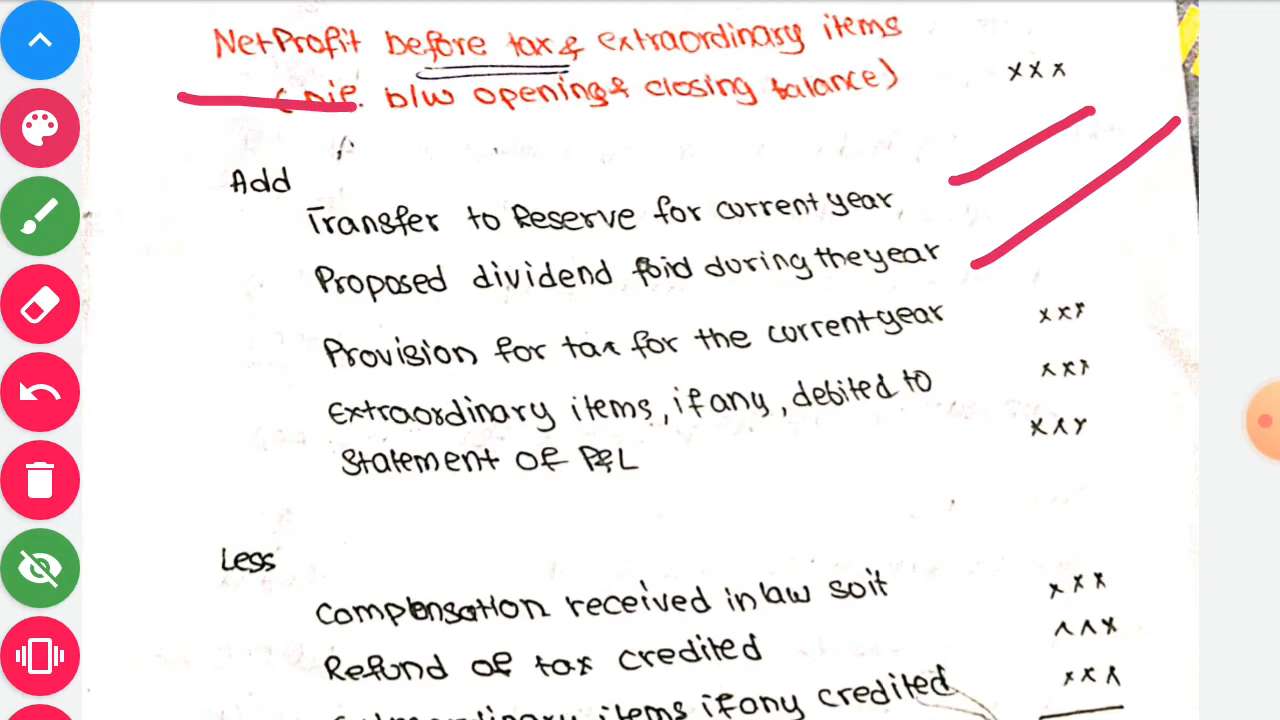 NetProfit before tax & extraordinary items
(Dif. b/w opening & closing balance) xxx
Add
Transfer to Reserve for current year
Proposed dividend paid during the year
Provision for tax for the current year xxx
Extraordinary items, if any, debited to xxx
Statement of P&L xxx
Less
Compensation received in law soit xxx
Refund of tax credited xxx
items if any credited xxx